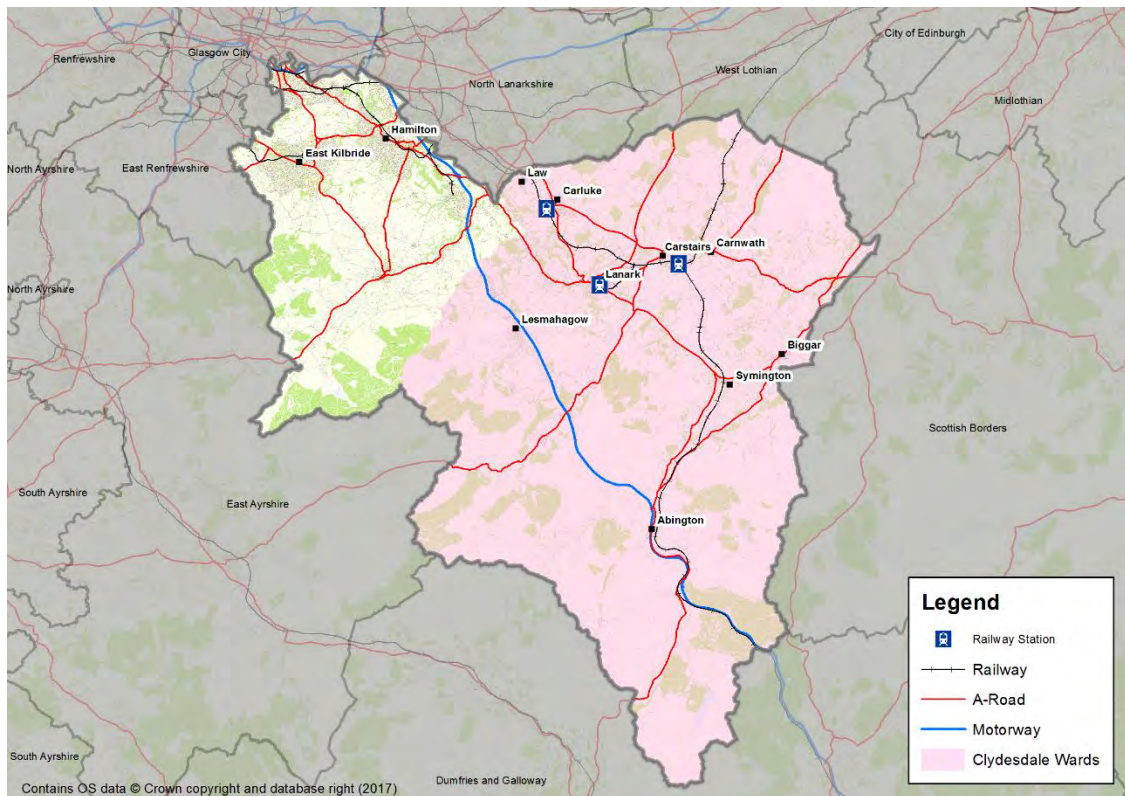 City of Edinburgh
Glasgow City
Renfrewshire
West Lothian
North Lanarkshire
Midlothian
Hamilton
East Kilbride
North Ayrshire
East Renfrewshire
Law
Carluke
Carstairs
Carnwath
Lanark
North Ayrshire
Lesmahagow
Biggar
Symington
Scottish Borders
South Ayrshire
East Ayrshire
Abington
Legend
Railway Station
Railway
A-Road
Motorway
Clydesdale Wards
South Ayrshire
Dumfries and Galloway
Contains OS data © Crown copyright and database right (2017)